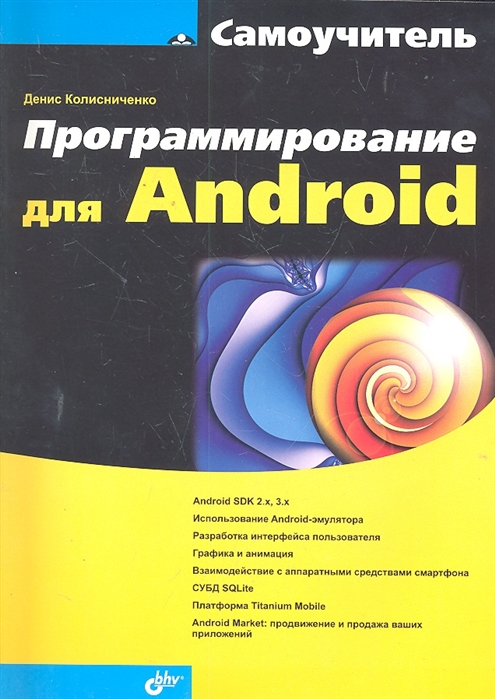 Самоучитель
Денис Колисниченко
Программирование
для Android
Android SDK 2.x, 3.x
Использование Android-эмулятора
Разработка интерфейса пользователя
Графика и анимация
Взаимодействие с аппаратными средствами смартфона
СУБД SQLite
Платформа Titanium Mobile
Android Market: продвижение и продажа ваших
приложений
bhv®